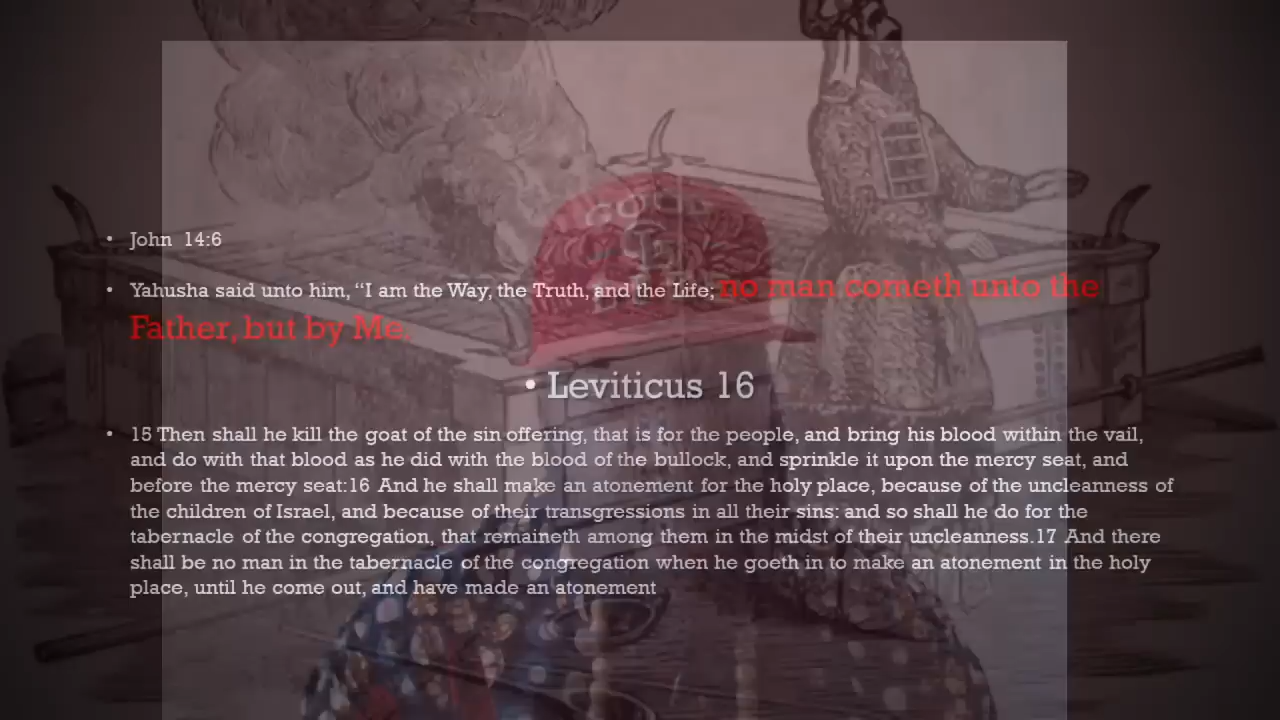 • John 14:6
• Yahusha said unto him, “I am the Way, the Truth, and the Life; no man cometh unto the
Father, but by Me.
• Leviticus 16
• 15 Then shall he kill the goat of the sin offering, that is for the people, and bring his blood within the vail,
and do with that blood as he did with the blood of the bullock, and sprinkle it upon the mercy seat, and
before the mercy seat:16 And he shall make an atonement for the holy place, because of the uncleanness of
the children of Israel, and because of their transgressions in all their sins: and so shall he do for the
tabernacle of the congregation, that remaineth among them in the midst of their uncleanness.17 And there
shall be no man in the tabernacle of the congregation when he goeth in to make an atonement in the holy
place, until he come out, and have made an atonement